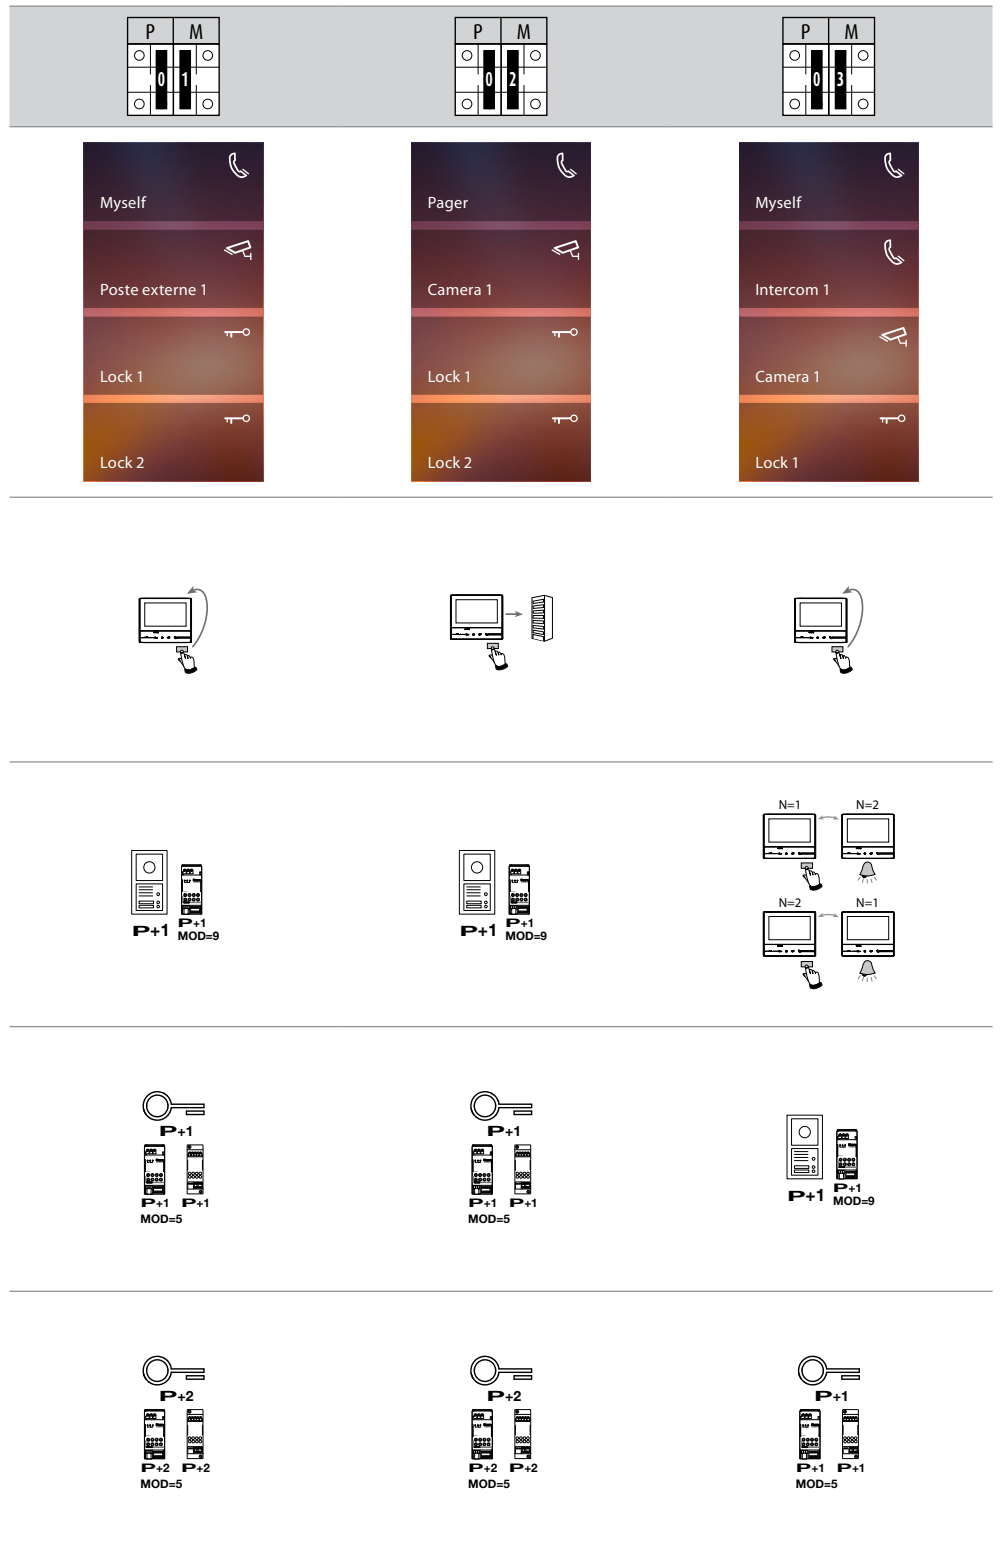 P M
0 1
P M
0 2
P M
0 3
Myself
Poste externe 1
Lock 1
Lock 2
Pager
Camera 1
Lock 1
Lock 2
Myself
Intercom 1
Camera 1
Lock 1
P+1
P+1
MOD=9
P+1
P+1
MOD=9
N=1 N=2
N=2 N=1
P+1
P+1 P+1
MOD=5
P+1
P+1 P+1
MOD=5
P+1
P+1
MOD=9
P+2
P+2 P+2
MOD=5
P+2
P+2 P+2
MOD=5
P+1
P+1 P+1
MOD=5